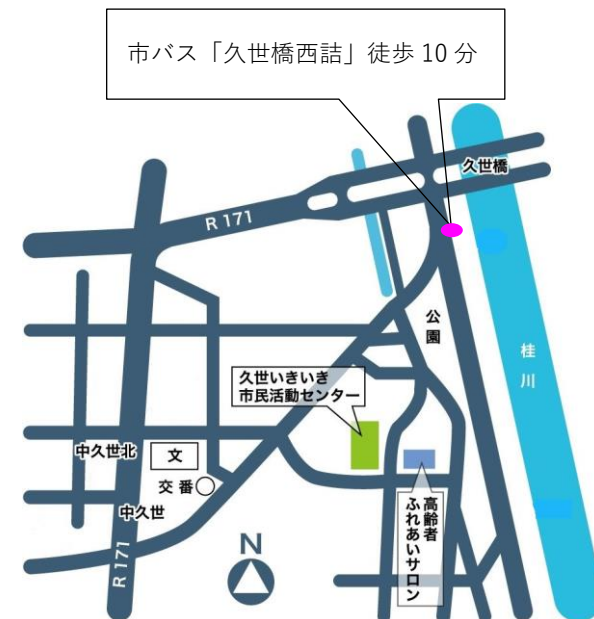 市バス「久世橋西詰」徒歩 10 分
久世橋
R 171
公
園
桂
川
久世いきいき
市民活動センター
中久世北
文
交 番
中久世
高齢者
ふれあいサロン
R 171
N